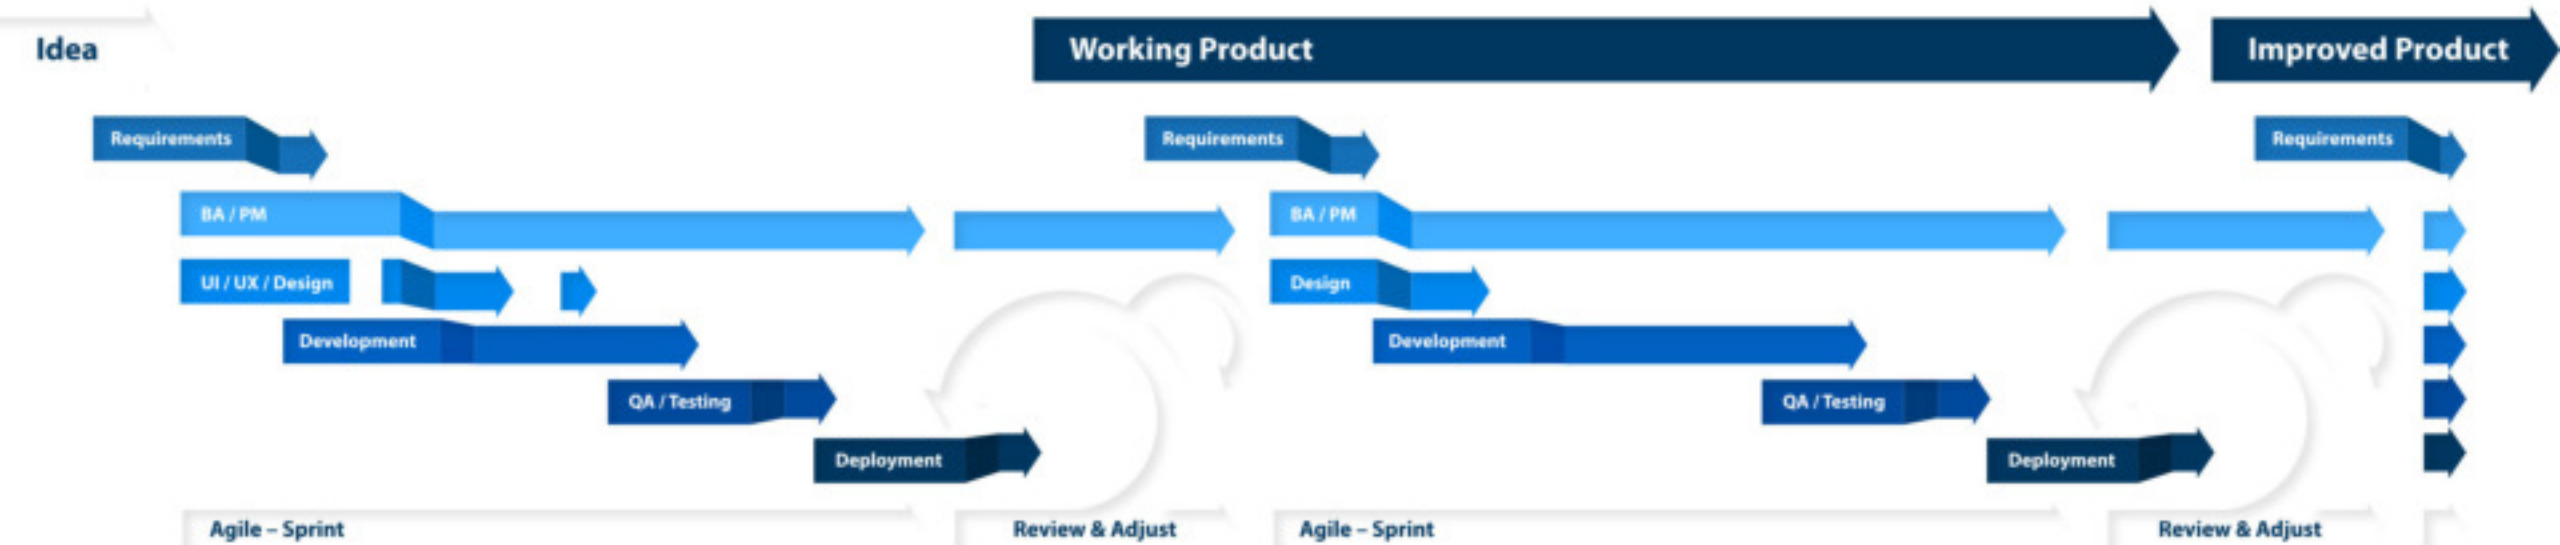 Idea
Working Product
Improved Product
Requirements
Requirements
Requirements
BA / PM
BA / PM
UI / UX / Design
Design
Development
Development
QA / Testing
QA / Testing
Deployment
Deployment
Agile – Sprint
Review & Adjust
Agile – Sprint
Review & Adjust